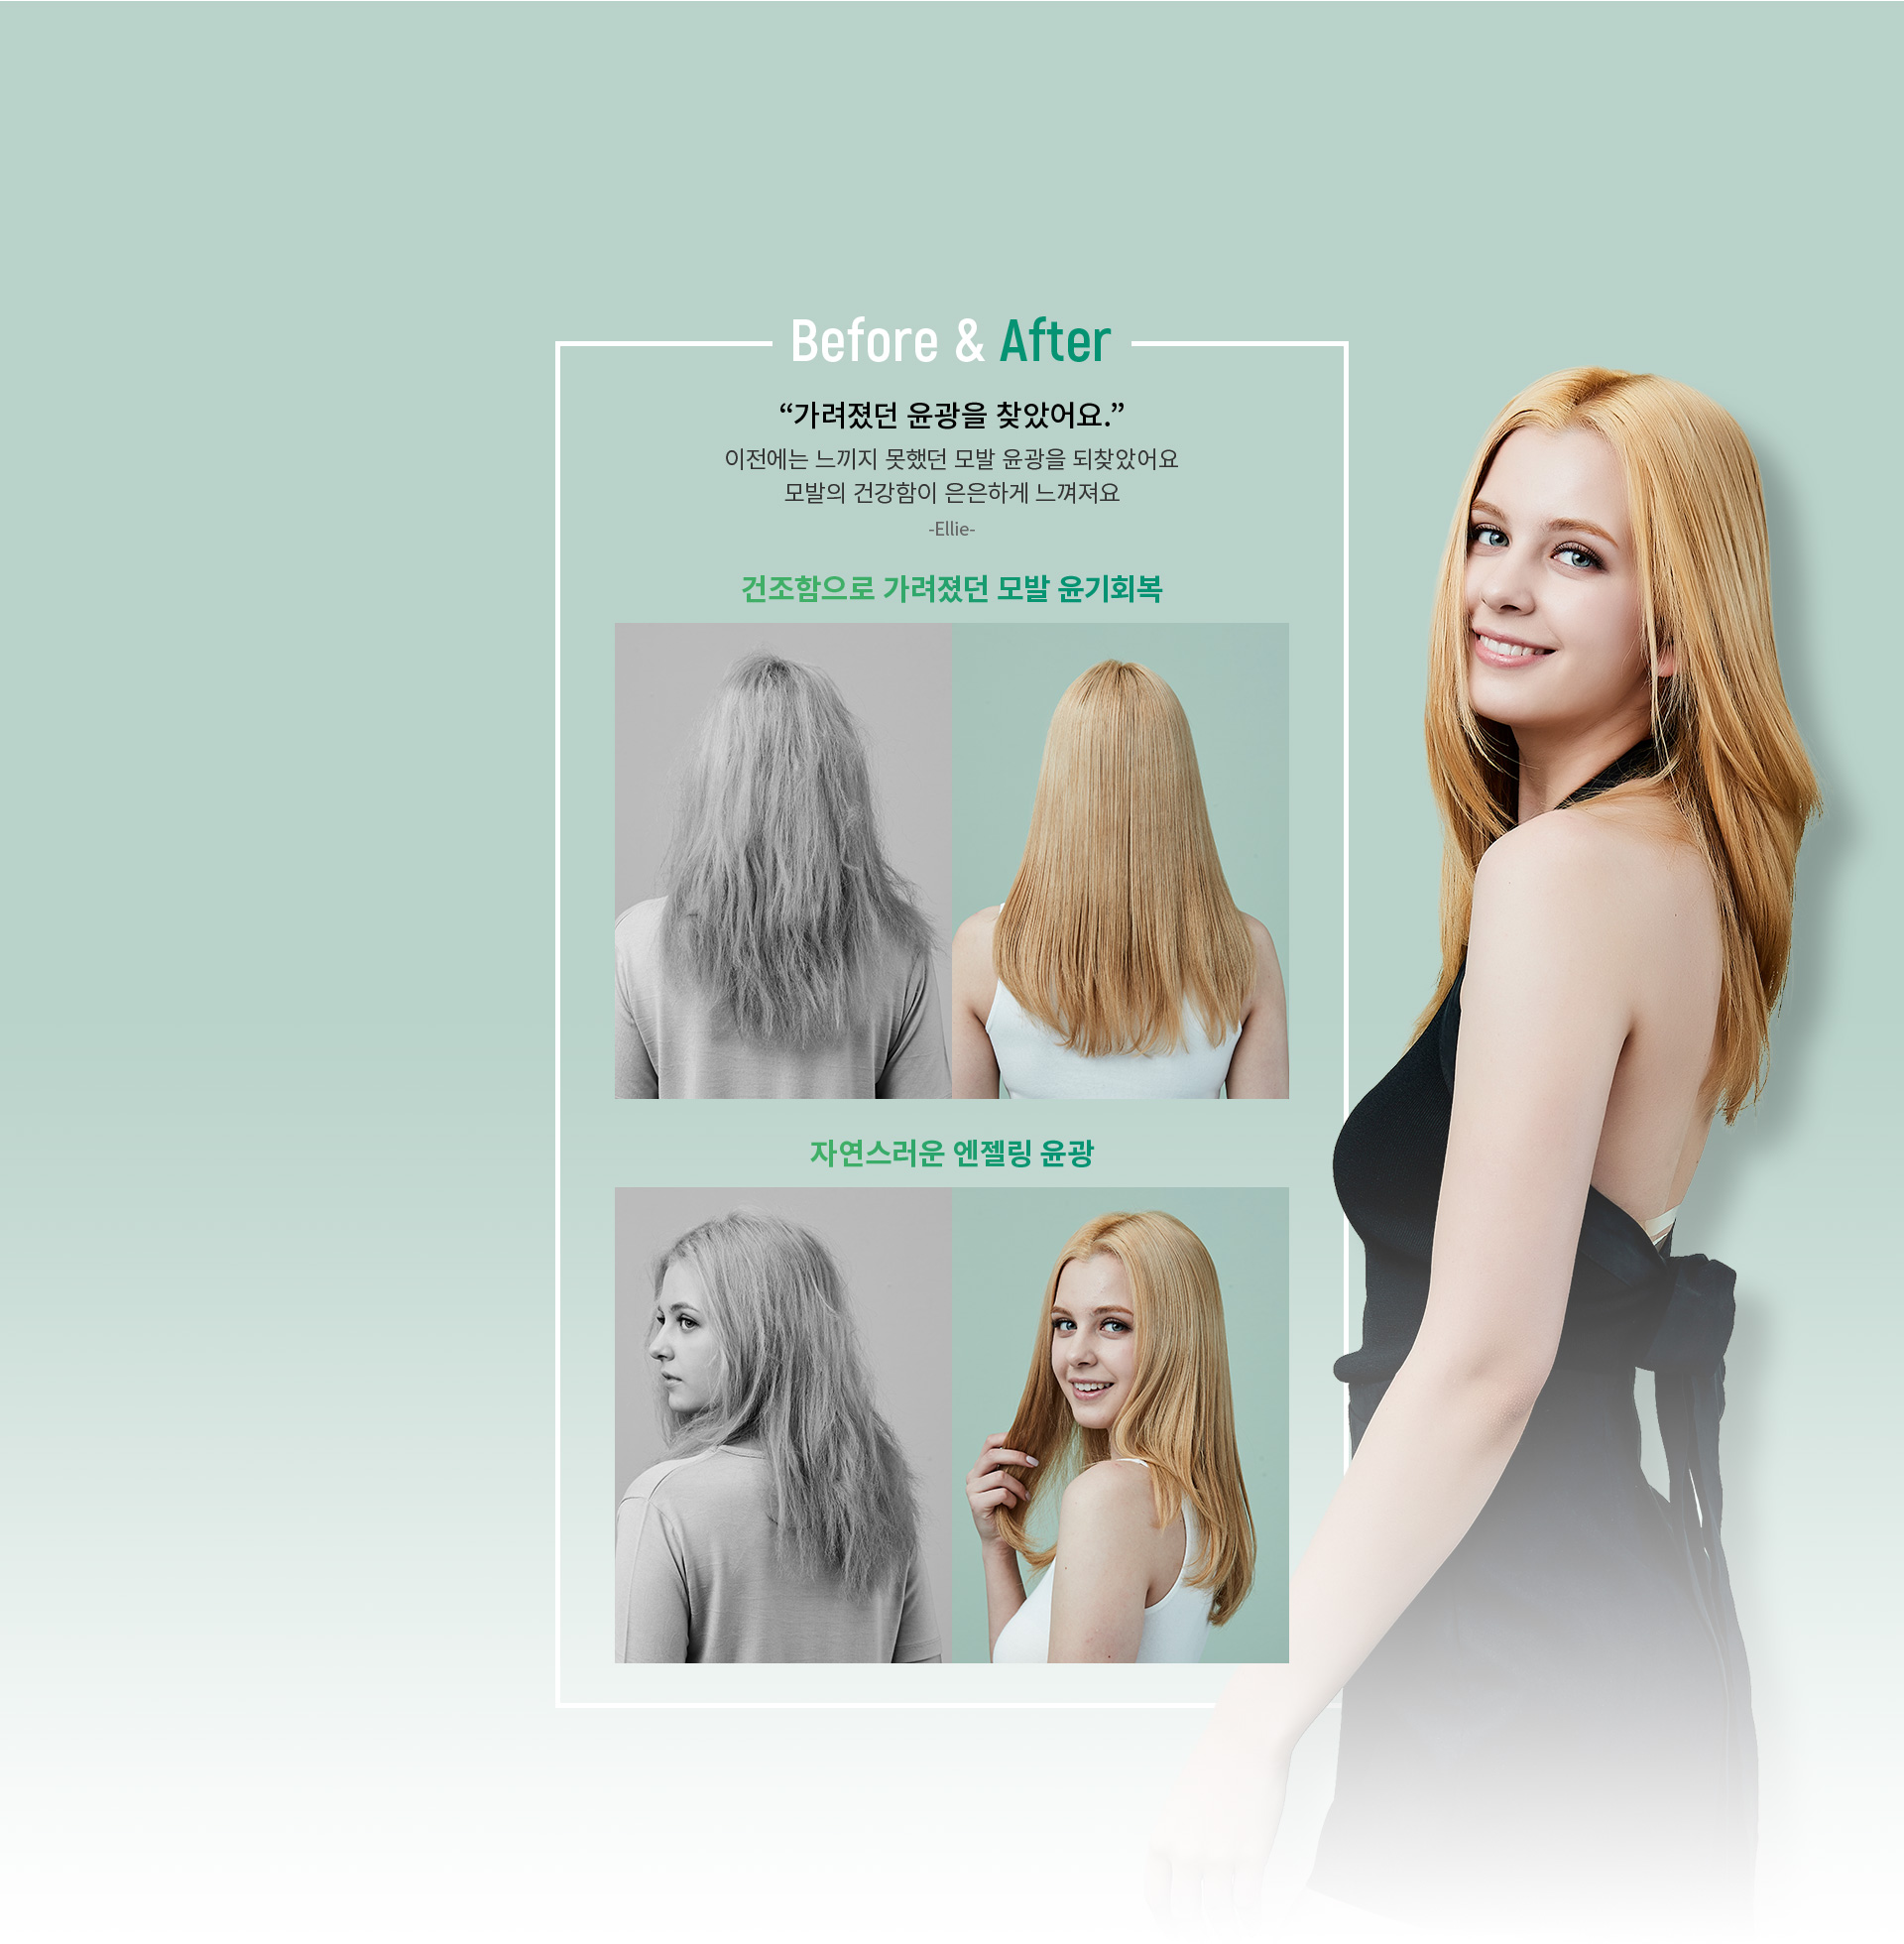 Before & After
“가려졌던 윤광을 찾았어요.”
이전에는 느끼지 못했던 모발 윤광을 되찾았어요
모발의 건강함이 은은하게 느껴져요
-Ellie-
건조함으로 가려졌던 모발 윤기회복
자연스러운 엔젤링 윤광